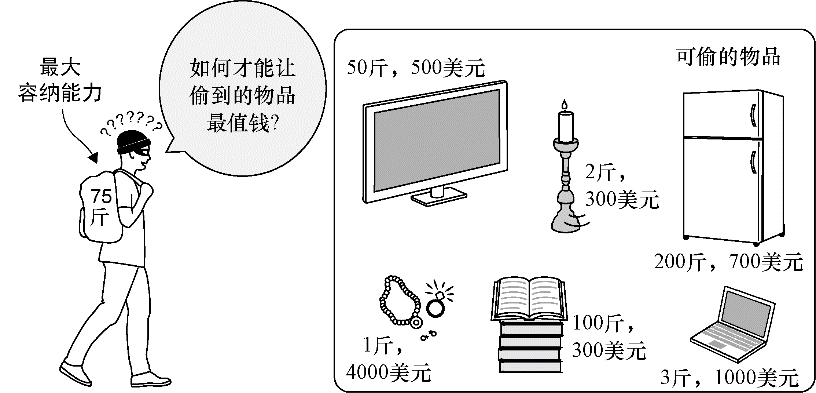 最大
容纳能力
???????
75
斤
如何才能让
偷到的物品
最值钱?
可偷的物品
50斤，500美元
2斤，
300美元
200斤，700美元
1斤，
4000美元
100斤，
300美元
3斤，1000美元